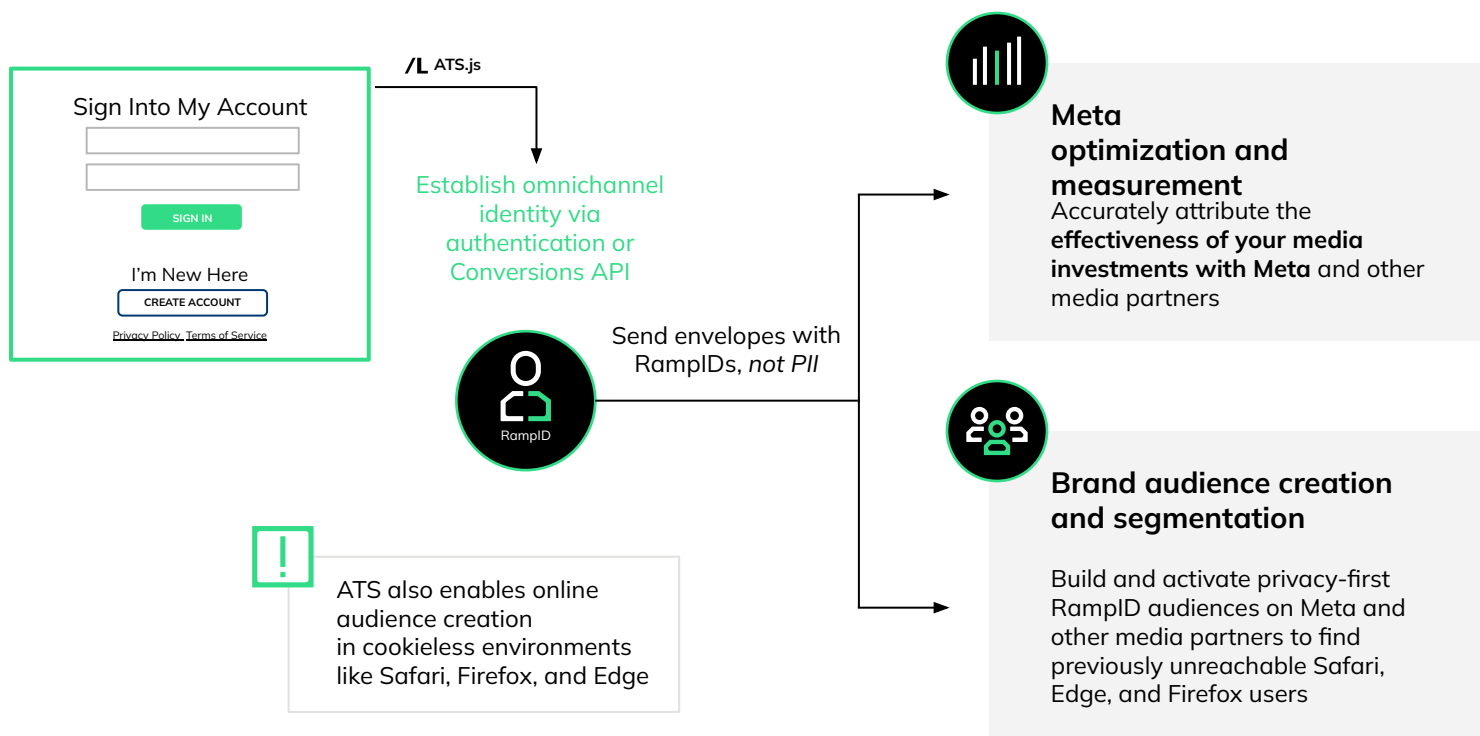 /L ATS.js
Sign Into My Account
SIGN IN
I'm New Here
CREATE ACCOUNT
Privacy Policy Terms of Service
Establish omnichannel
identity via
authentication or
Conversions API
RampID
Send envelopes with
RampIDs, not PII
ATS also enables online
audience creation
in cookieless environments
like Safari, Firefox, and Edge
Meta
optimization and
measurement
Accurately attribute the
effectiveness of your media
investments with Meta and other
media partners
Brand audience creation
and segmentation
Build and activate privacy-first
RampID audiences on Meta and
other media partners to find
previously unreachable Safari,
Edge, and Firefox users